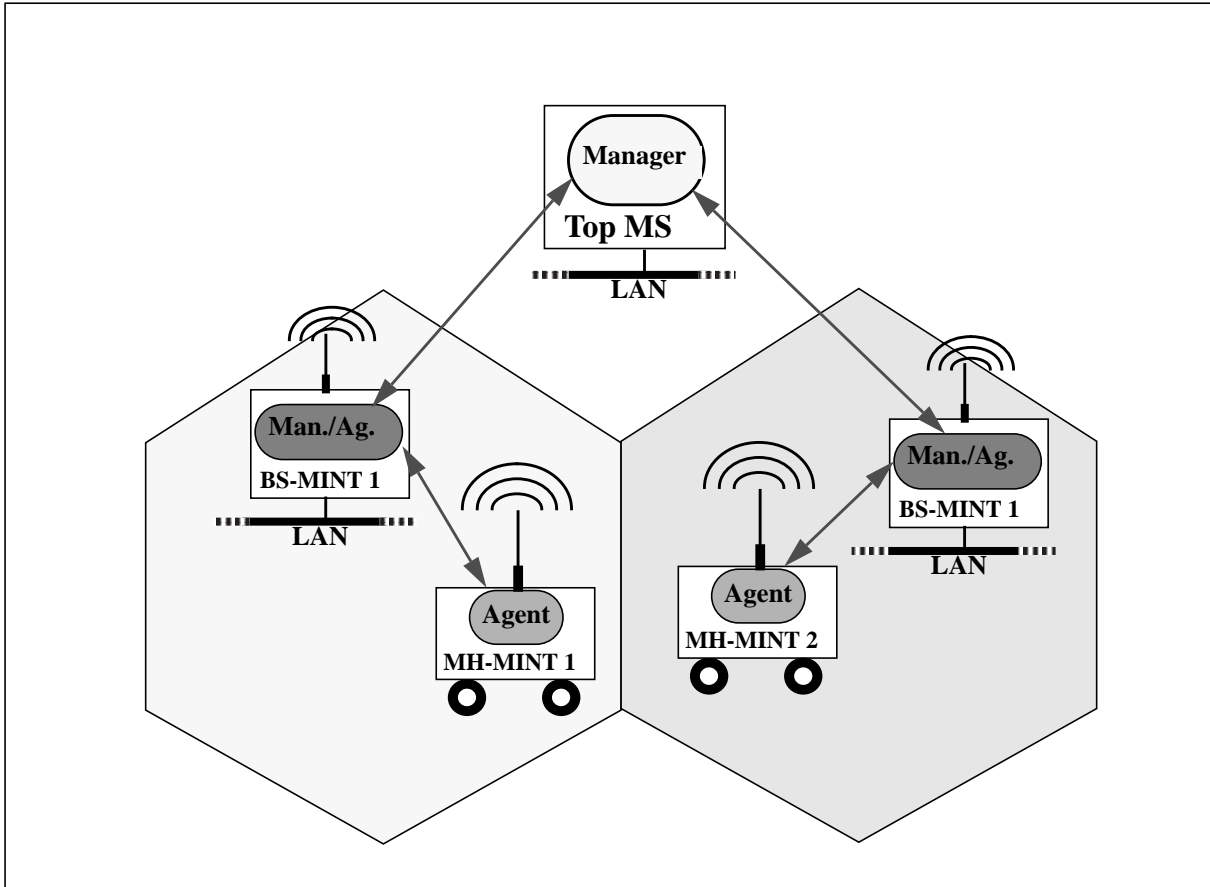 Manager
Top MS
LAN
Man./Ag.
BS-MINT 1
LAN
Agent
MH-MINT 1
Agent
MH-MINT 2
Man./Ag.
BS-MINT 1
LAN